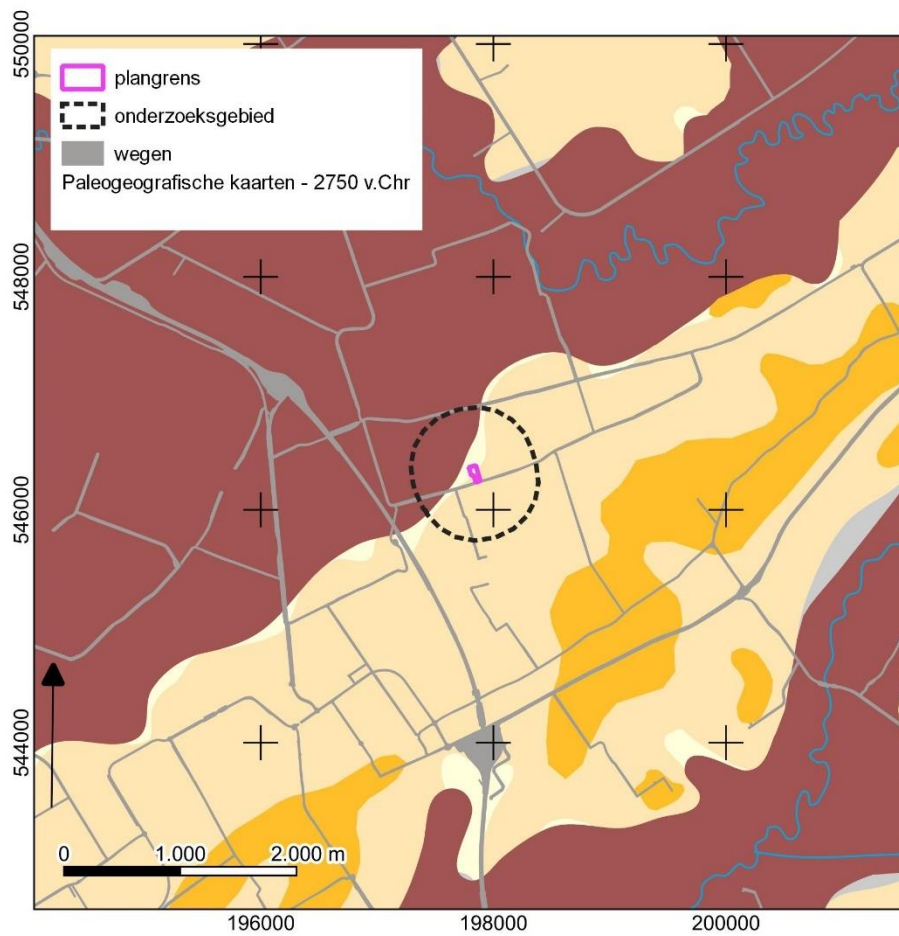 plangrens
onderzoeksgebied
wegen
Paleogeografische kaarten - 2750 v.Chr
550000
548000
546000
544000
0 1.000 2.000 m
196000 198000 200000